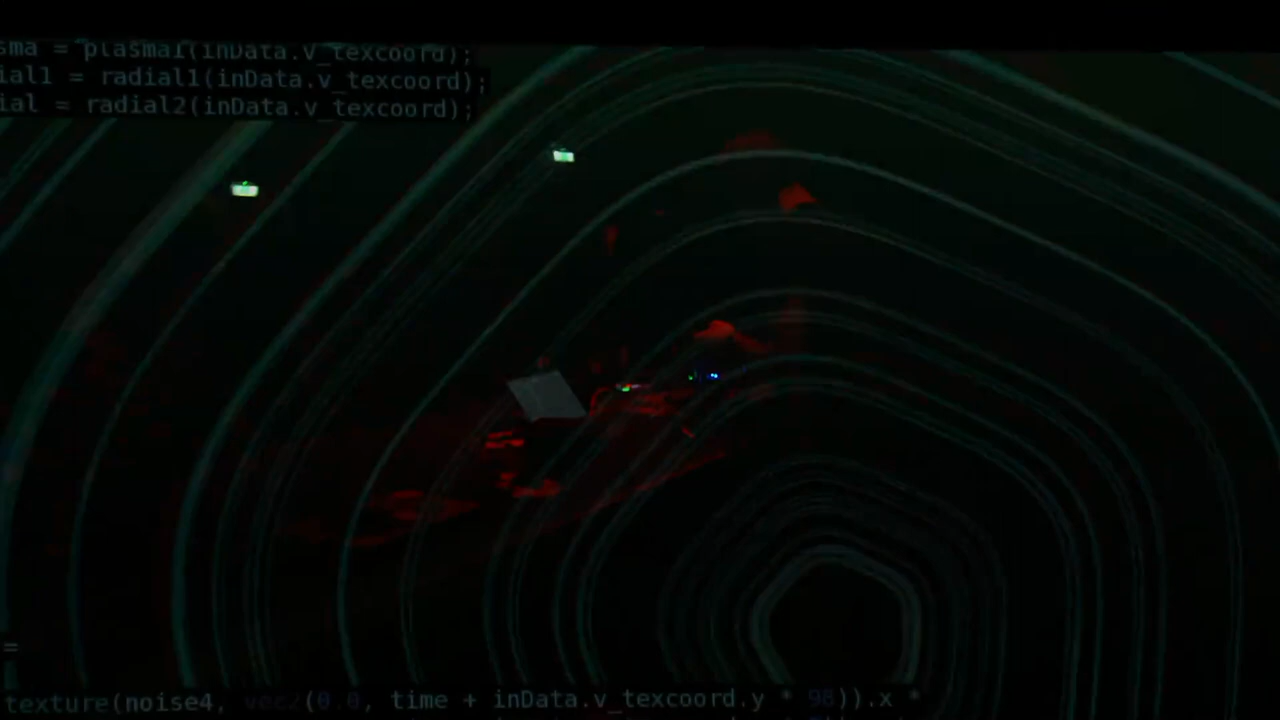 sma = plasma1(inData.v_texcoord);
ial1 = radial1(inData.v_texcoord);
ial = radial2(inData.v_texcoord);
=
texture(noise4, vec2(0.0, time + inData.v_texcoord.y * 98)).x *